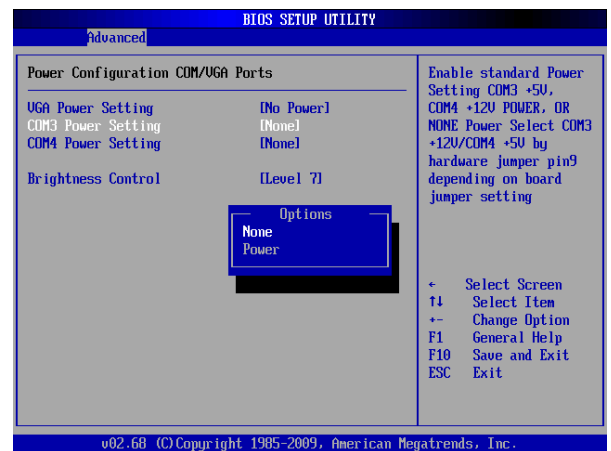 BIOS SETUP UTILITY
Advanced
Power Configuration COM/VGA Ports
VGA Power Setting [No Power]
COM3 Power Setting [None]
COM4 Power Setting [None]
Brightness Control [Level 7]
Options
None
Power
Enable standard Power
Setting COM3 +5V,
COM4 +12V POWER, OR
NONE Power Select COM3
+12V/COM4 +5V by
hardware jumper pin9
depending on board
jumper setting
← Select Screen
↑↓ Select Item
+- Change Option
F1 General Help
F10 Save and Exit
ESC Exit
v02.68 (C)Copyright 1985-2009, American Megatrends, Inc.